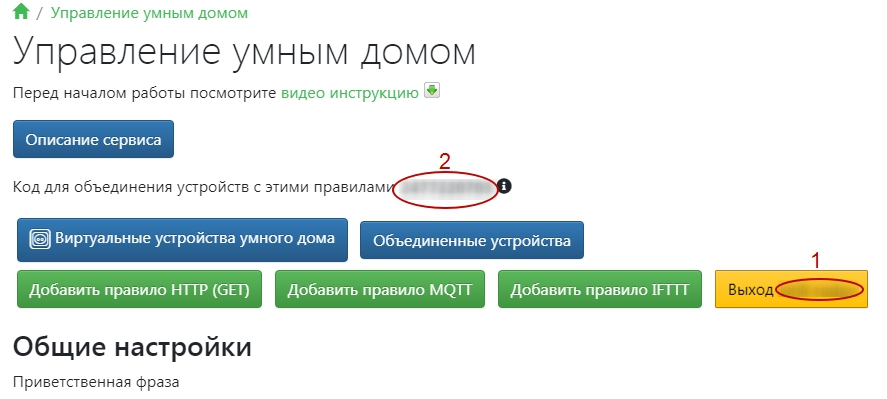 / Управление умным домом
Управление умным домом
Перед началом работы посмотрите видео инструкцию
Описание сервиса
2
Код для объединения устройств с этими правилами
Виртуальные устройства умного дома Объединенные устройства
1
Добавить правило HTTP (GET) Добавить правило MQTT Добавить правило IFTTT Выход
Общие настройки
Приветственная фраза